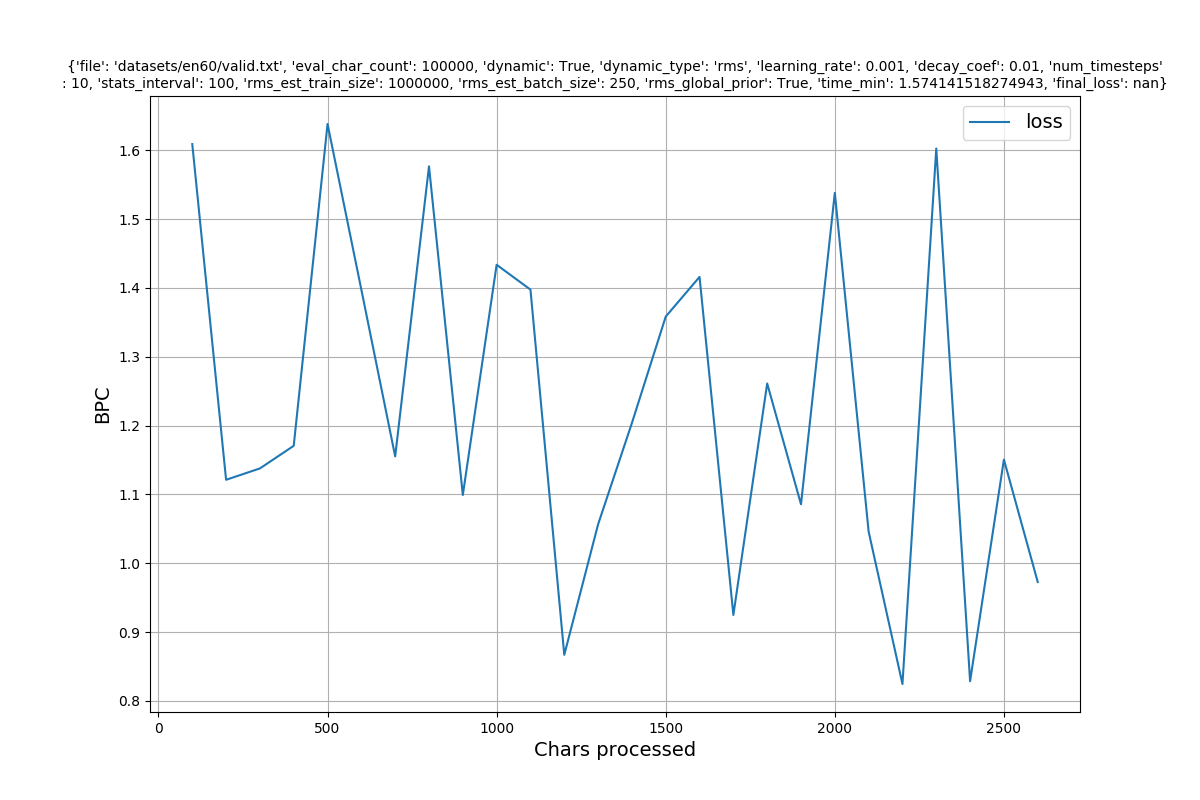 {'file': 'datasets/en60/valid.txt', 'eval_char_count': 100000, 'dynamic': True, 'dynamic_type': 'rms', 'learning_rate': 0.001, 'decay_coef': 0.01, 'num_timesteps'
: 10, 'stats_interval': 100, 'rms_est_train_size': 1000000, 'rms_est_batch_size': 250, 'rms_global_prior': True, 'time_min': 1.574141518274943, 'final_loss': nan}
loss
1.6
1.5
1.4
1.3
1.2
1.1
1.0
0.9
0.8
BPC
0 500 1000 1500 2000 2500
Chars processed